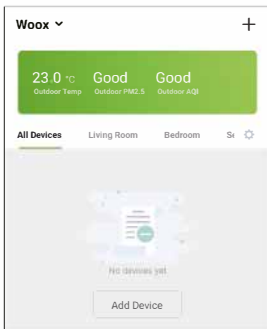 Woox
23.0 °C Good Good
Outdoor Temp Outdoor PM2.5 Outdoor AQI
All Devices Living Room Bedroom
No devices yet
Add Device